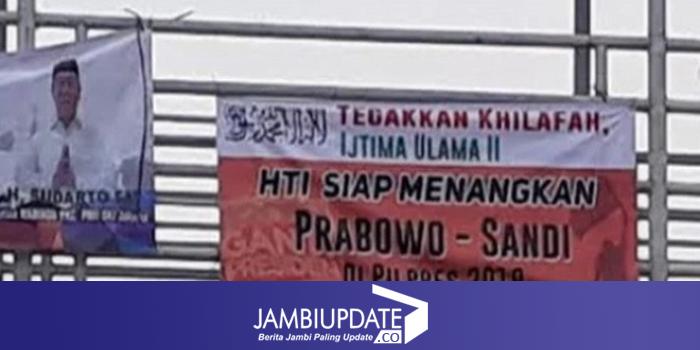 TEGAKKAN KHILAFAH,
IJTIMA ULAMA II
HTI SIAP MENANGKAN
PRABOWO - SANDI
DI PILPRES 2019
H. SUDARTO
JAMBIUPDATE
.CO
Berita Jambi Paling Update